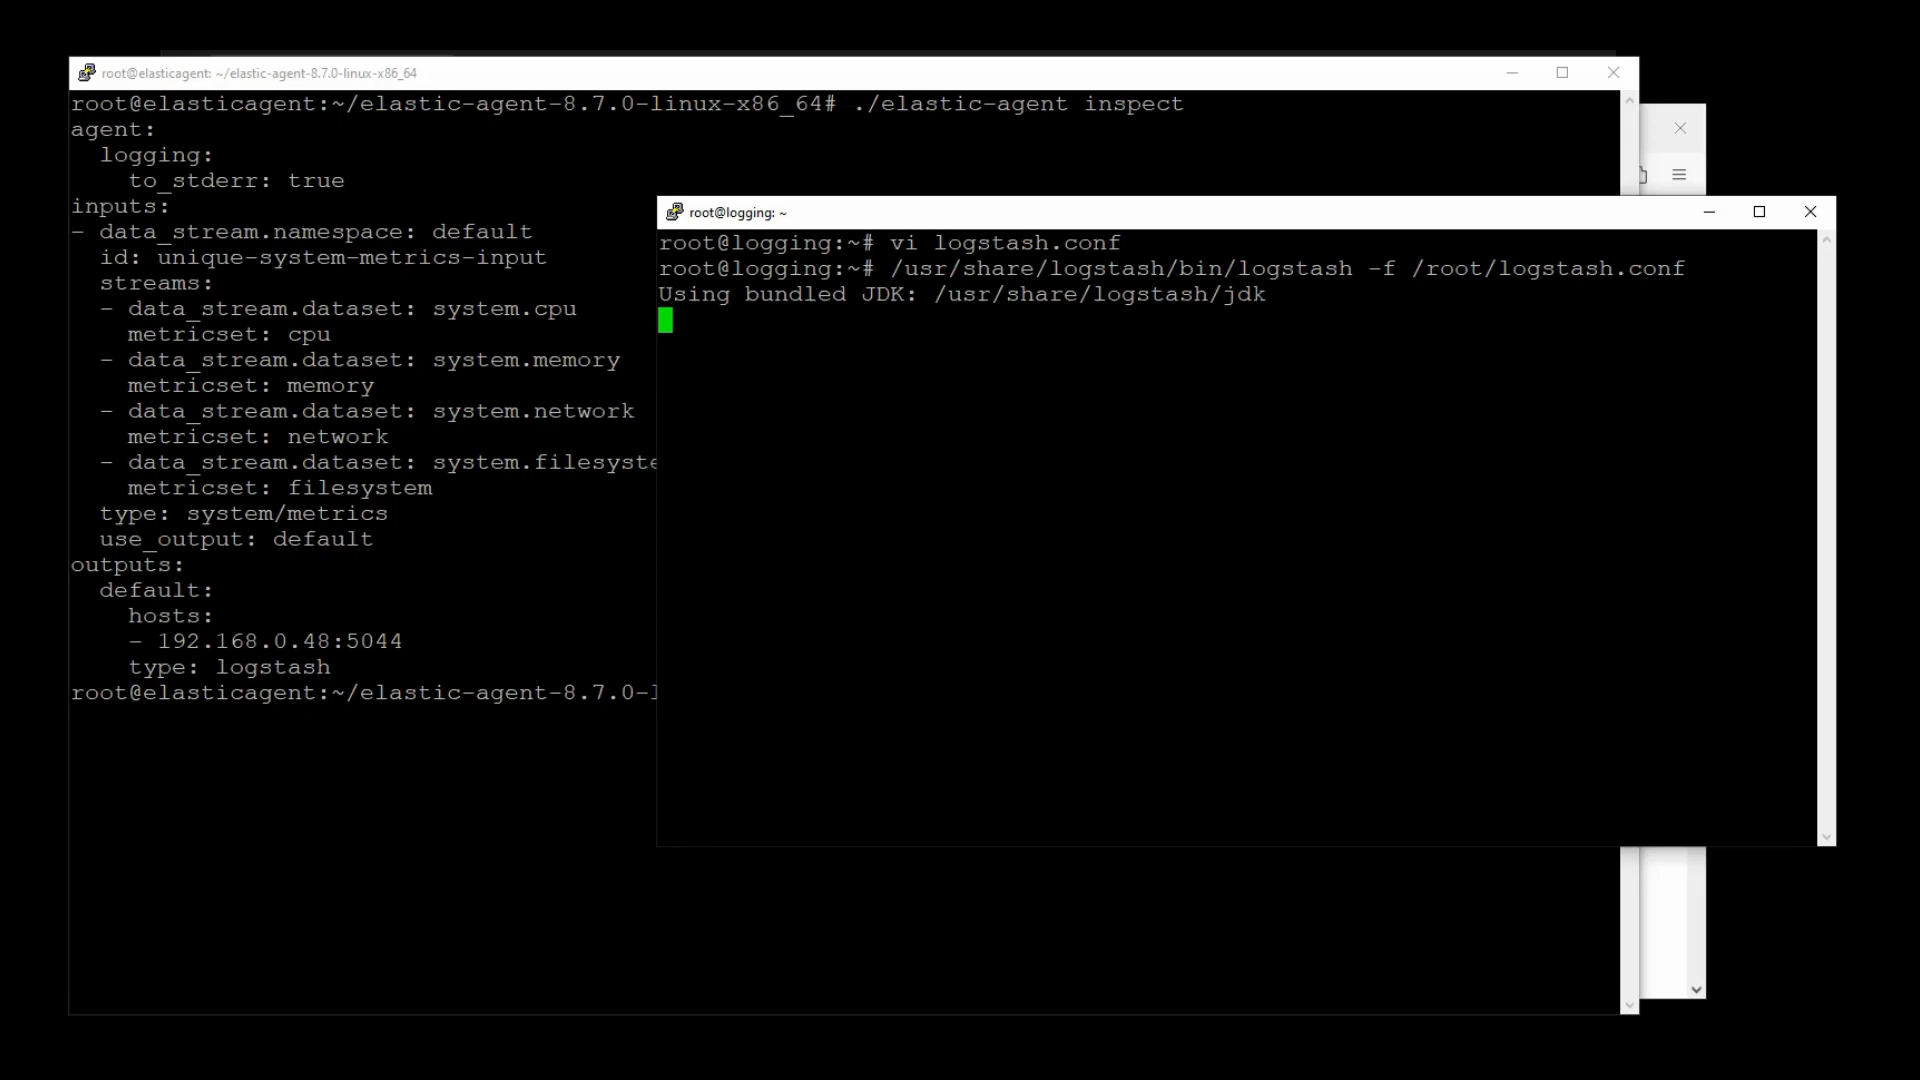 root@elasticagent: ~/elastic-agent-8.7.0-linux-x86_64
root@elasticagent:~/elastic-agent-8.7.0-linux-x86_64# ./elastic-agent inspect
agent:
  logging:
    to_stderr: true
inputs:
- data_stream.namespace: default
  id: unique-system-metrics-input
  streams:
  - data_stream.dataset: system.cpu
    metricset: cpu
  - data_stream.dataset: system.memory
    metricset: memory
  - data_stream.dataset: system.network
    metricset: network
  - data_stream.dataset: system.filesyste
    metricset: filesystem
  type: system/metrics
  use_output: default
outputs:
  default:
    hosts:
    - 192.168.0.48:5044
    type: logstash
root@elasticagent:~/elastic-agent-8.7.0-l
root@logging: ~
root@logging:~# vi logstash.conf
root@logging:~# /usr/share/logstash/bin/logstash -f /root/logstash.conf
Using bundled JDK: /usr/share/logstash/jdk